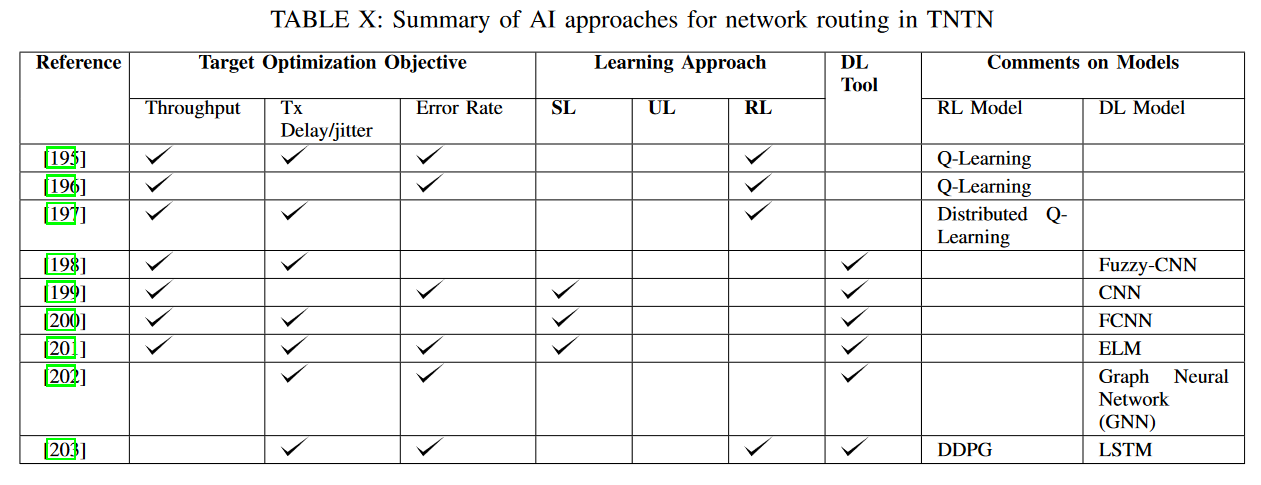 TABLE X: Summary of AI approaches for network routing in TNTN
Reference Target Optimization Objective Learning Approach DL Tool Comments on Models
Throughput Tx Delay/jitter Error Rate SL UL RL RL Model DL Model
[195] ✓ ✓ ✓ ✓ Q-Learning
[196] ✓ ✓ ✓ Q-Learning
[197] ✓ ✓ ✓ Distributed Q-
Learning
[198] ✓ ✓ ✓ Fuzzy-CNN
[199] ✓ ✓ ✓ ✓ CNN
[200] ✓ ✓ ✓ ✓ FCNN
[201] ✓ ✓ ✓ ✓ ✓ ELM
[202] ✓ ✓ ✓ Graph Neural
Network
(GNN)
[203] ✓ ✓ ✓ ✓ DDPG LSTM